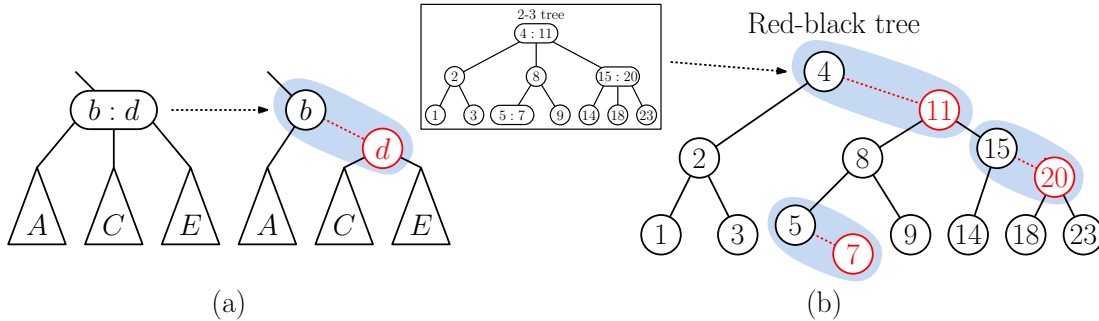 b : d
A C E
b
d
A C E
(a)
2-3 tree
4 : 11
2 8 15 : 20
1 3 5 : 7 9 14 18 23
Red-black tree
4
11
2 8 15
20
1 3 5 9 14 18 23
7
(b)